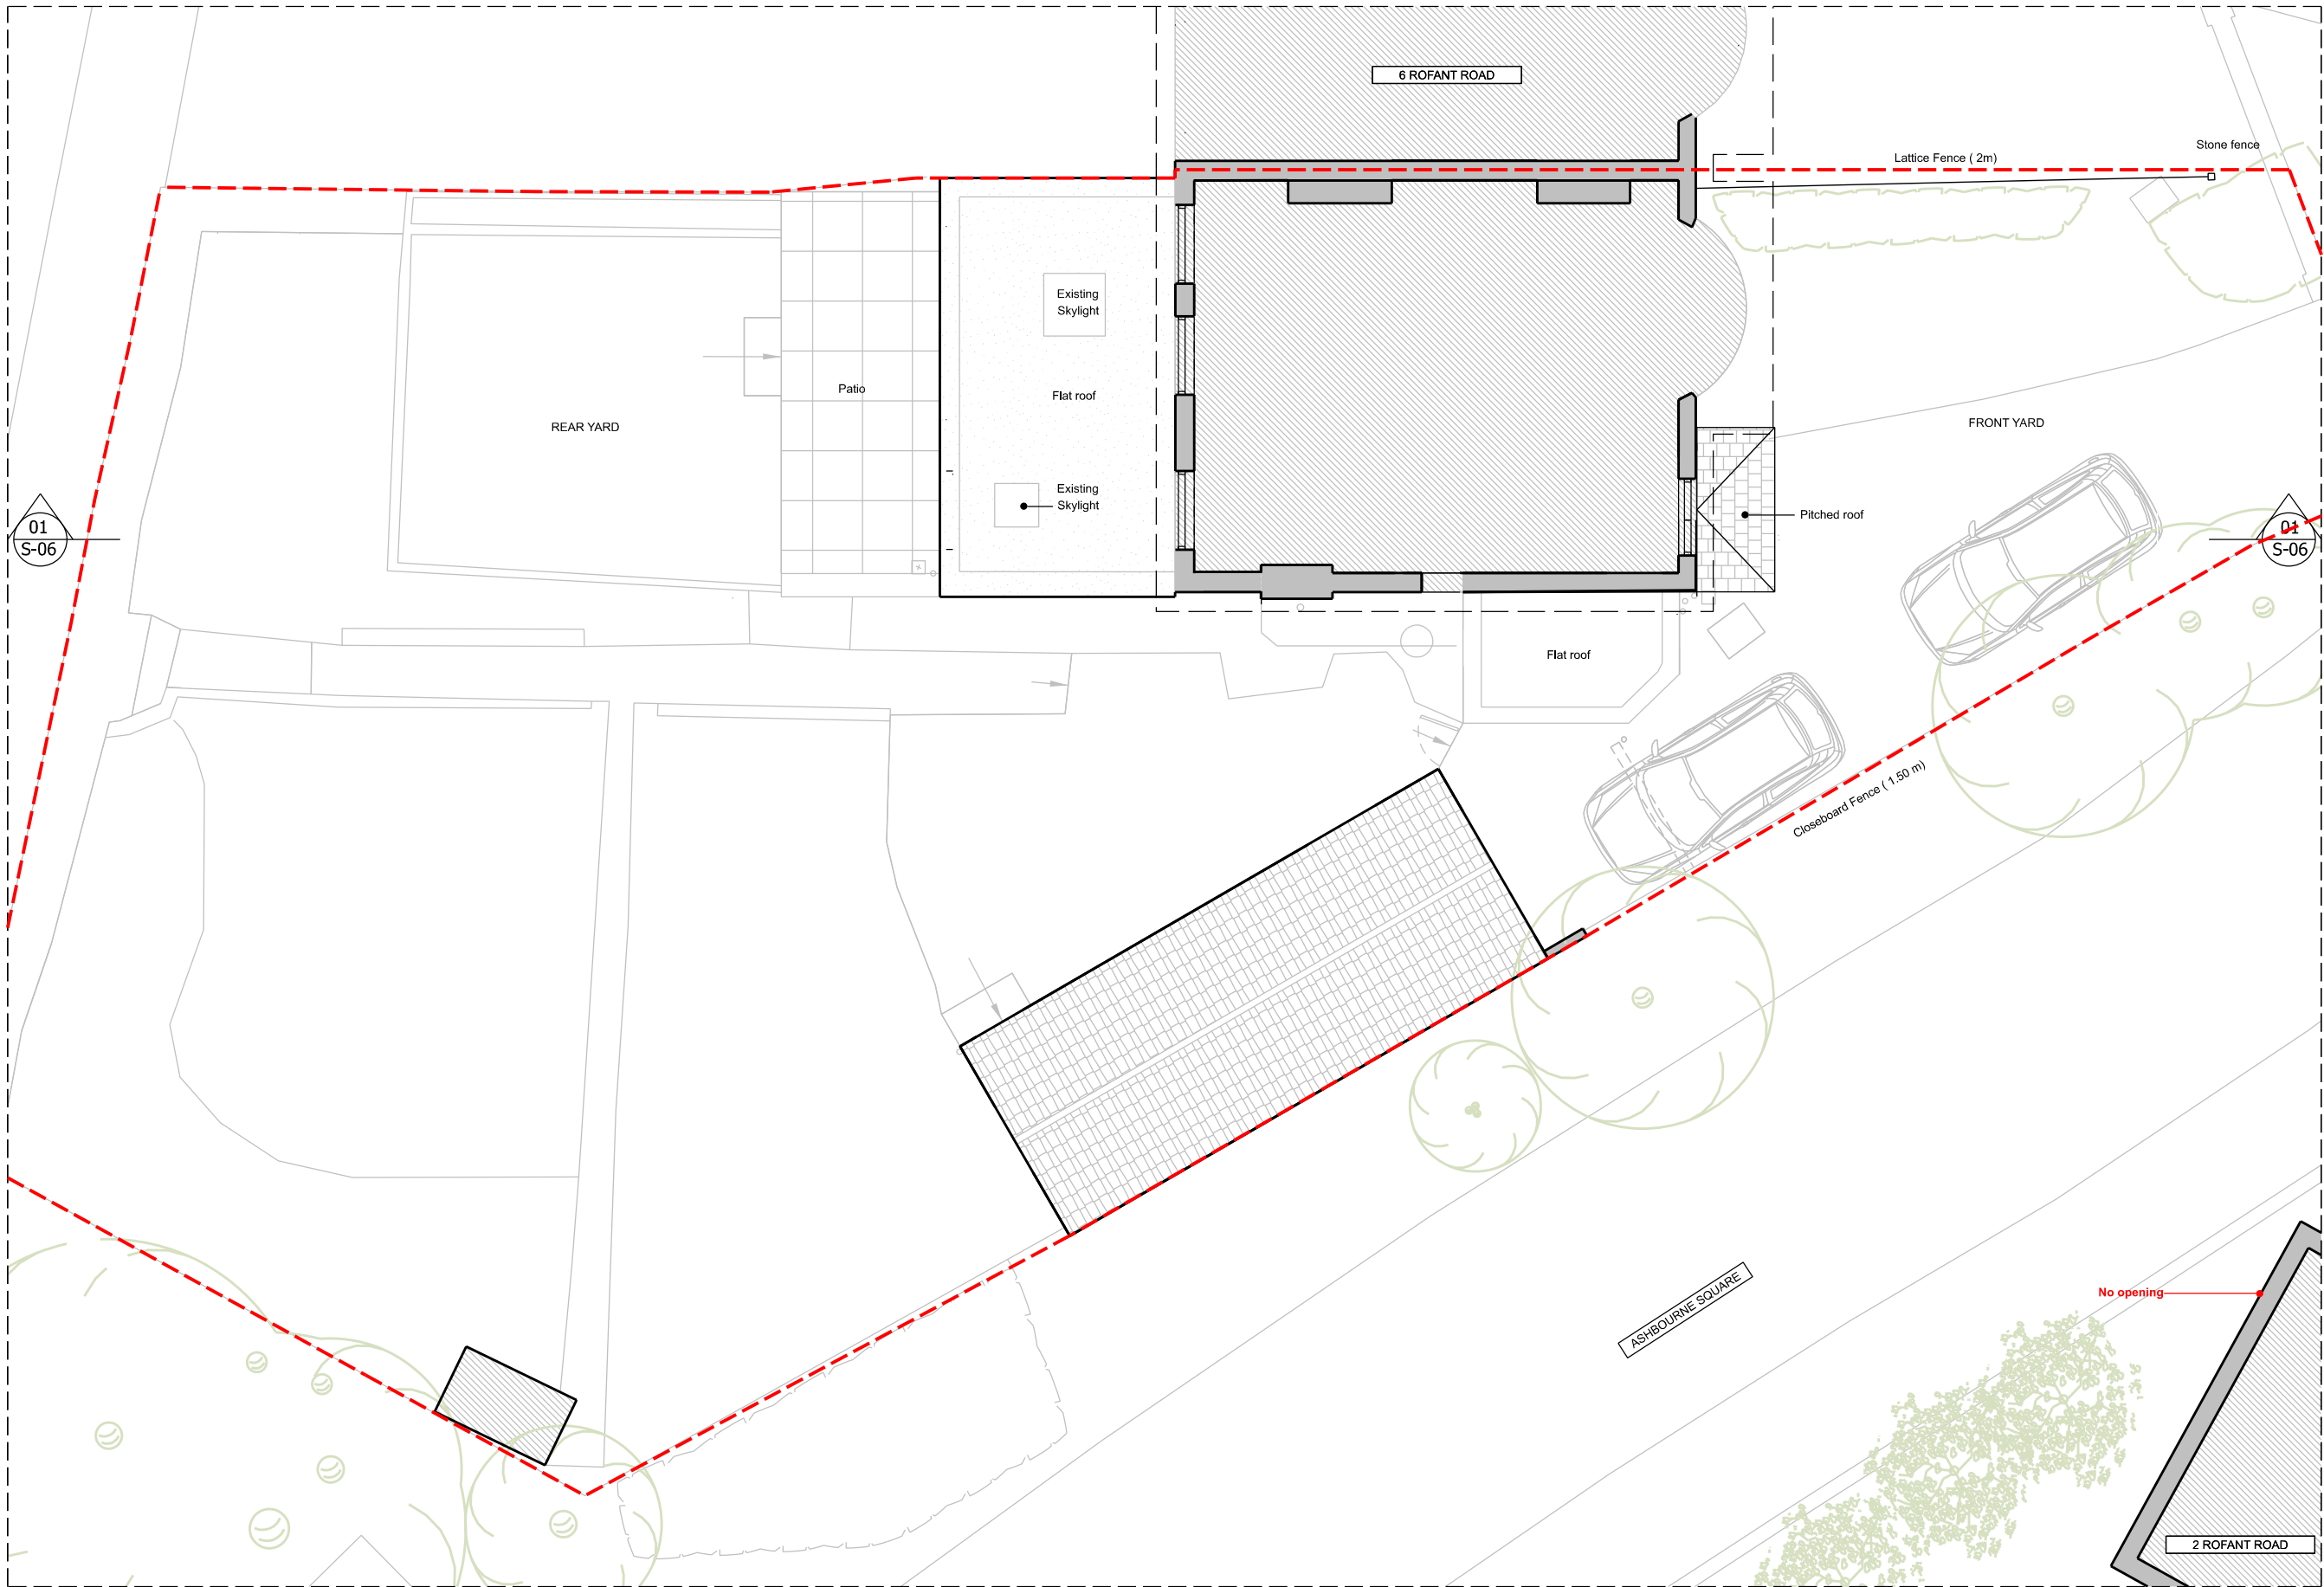 6 ROFANT ROAD
Stone fence
Lattice Fence ( 2m)
Existing
Skylight
Patio
Flat roof
REAR YARD
FRONT YARD
Existing
Skylight
Pitched roof
01
S-06
01
S-06
Flat roof
Closeboard Fence ( 1.50 m)
ASHBOURNE SQUARE
No opening
2 ROFANT ROAD